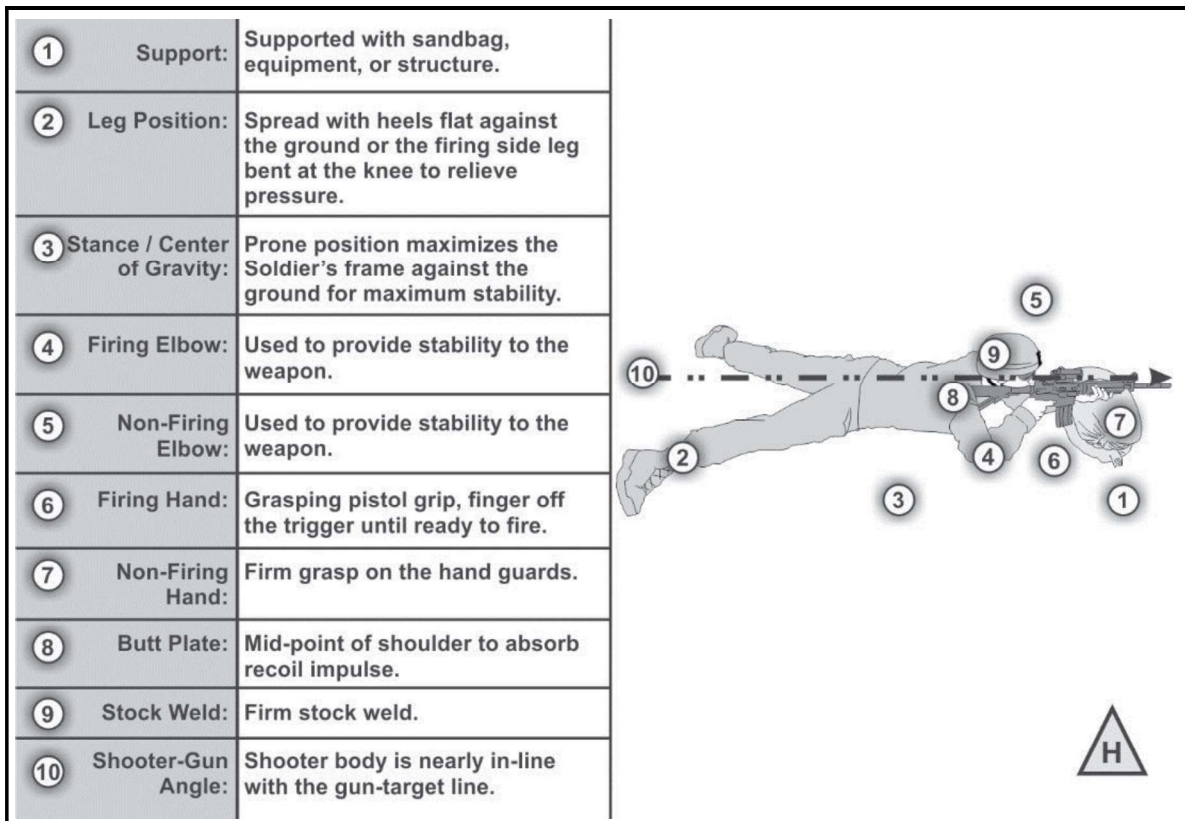 1 Support: Supported with sandbag,
equipment, or structure.
2 Leg Position: Spread with heels flat against
the ground or the firing side leg
bent at the knee to relieve
pressure.
3 Stance / Center Prone position maximizes the
of Gravity: Soldier's frame against the
ground for maximum stability.
4 Firing Elbow: Used to provide stability to the
weapon.
5 Non-Firing Used to provide stability to the
Elbow: weapon.
6 Firing Hand: Grasping pistol grip, finger off
the trigger until ready to fire.
7 Non-Firing Firm grasp on the hand guards.
Hand:
8 Butt Plate: Mid-point of shoulder to absorb
recoil impulse.
9 Stock Weld: Firm stock weld.
10 Shooter-Gun Shooter body is nearly in-line
Angle: with the gun-target line.
5
9
10
8
7
2
4
6
3
1
H